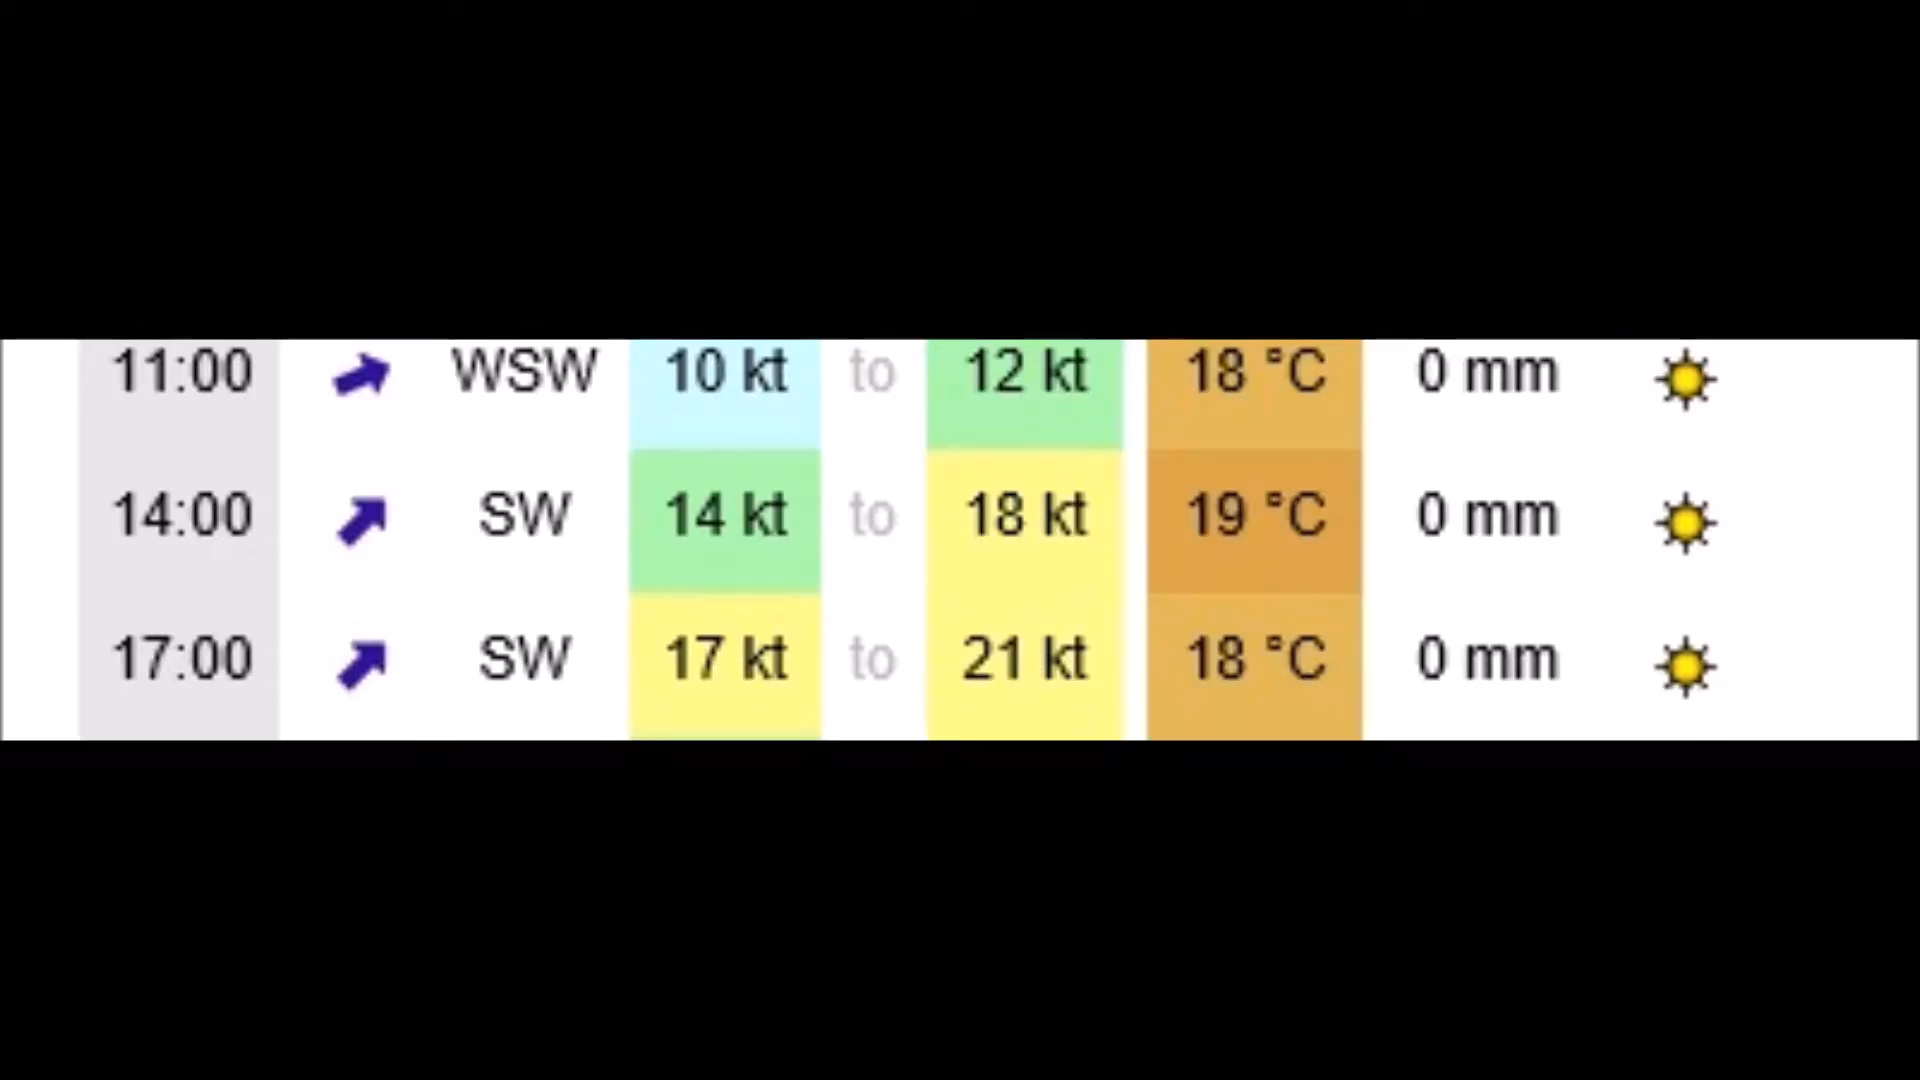 11:00 WSW 10 kt to 12 kt 18 °C 0 mm
14:00 SW 14 kt to 18 kt 19 °C 0 mm
17:00 SW 17 kt to 21 kt 18 °C 0 mm